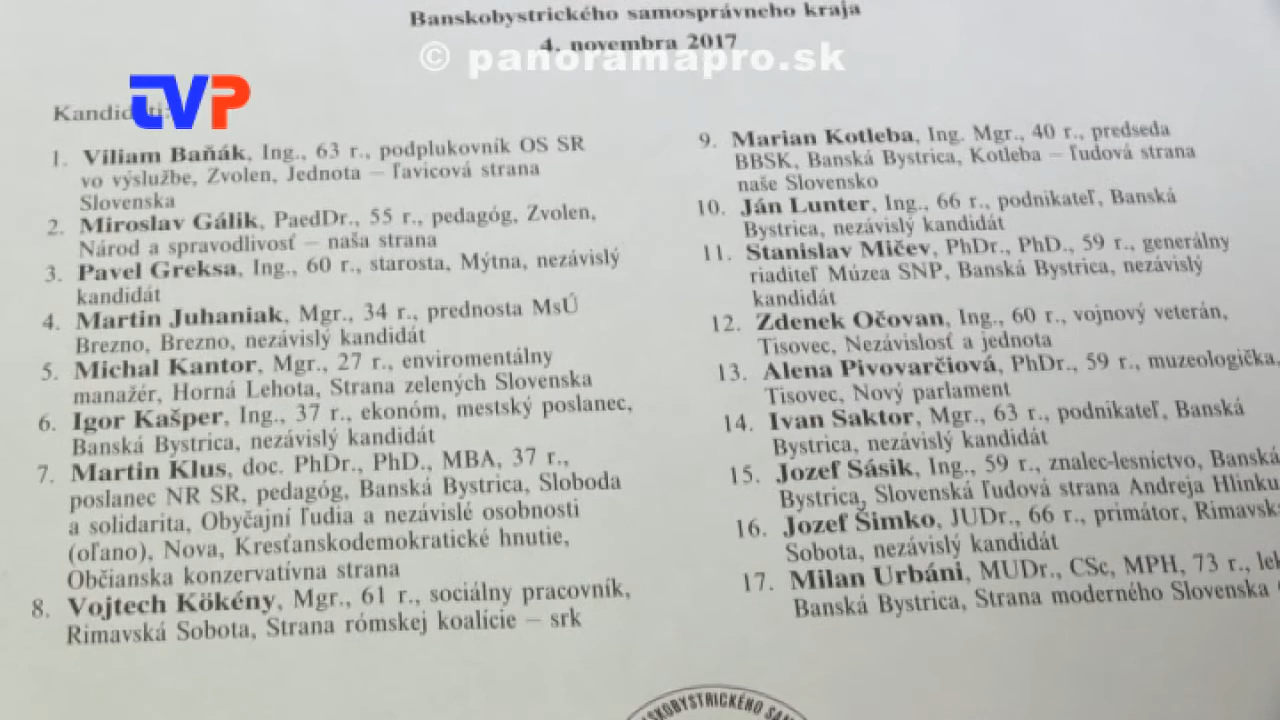 Banskobystrického samosprávneho kraja
4. novembra 2017
© panoramapro.sk
TVP
Kandidáti:
1. Viliam Baňák, Ing., 63 r., podplukovník OS SR
vo výslužbe, Zvolen, Jednota – ľavicová strana
Slovenska
2. Miroslav Gálik, PaedDr., 55 r., pedagóg, Zvolen,
Národ a spravodlivosť – naša strana
3. Pavel Greksa, Ing., 60 r., starosta, Mýtna, nezávislý
kandidát
4. Martin Juhaniak, Mgr., 34 r., prednosta MsÚ
Brezno, Brezno, nezávislý kandidát
5. Michal Kantor, Mgr., 27 r., enviromentálny
manažér, Horná Lehota, Strana zelených Slovenska
6. Igor Kašper, Ing., 37 r., ekonóm, mestský poslanec,
Banská Bystrica, nezávislý kandidát
7. Martin Klus, doc. PhDr., PhD., MBA, 37 r.,
poslanec NR SR, pedagóg, Banská Bystrica, Sloboda
a solidarita, Obyčajní ľudia a nezávislé osobnosti
(oľano), Nova, Kresťanskodemokratické hnutie,
Občianska konzervatívna strana
8. Vojtech Kökény, Mgr., 61 r., sociálny pracovník,
Rimavská Sobota, Strana rómskej koalície – srk
9. Marian Kotleba, Ing. Mgr., 40 r., predseda
BBSK, Banská Bystrica, Kotleba – ľudová strana
naše Slovensko
10. Ján Lunter, Ing., 66 r., podnikateľ, Banská
Bystrica, nezávislý kandidát
11. Stanislav Mičev, PhDr., PhD., 59 r., generálny
riaditeľ Múzea SNP, Banská Bystrica, nezávislý
kandidát
12. Zdenek Očovan, Ing., 60 r., vojnový veterán,
Tisovec, Nezávislosť a jednota
13. Alena Pivovarčiová, PhDr., 59 r., muzeologička,
Tisovec, Nový parlament
14. Ivan Saktor, Mgr., 63 r., podnikateľ, Banská
Bystrica, nezávislý kandidát
15. Jozef Sásik, Ing., 59 r., znalec-lesníctvo, Banská
Bystrica, Slovenská ľudová strana Andreja Hlinku
16. Jozef Šimko, JUDr., 66 r., primátor, Rimavská
Sobota, nezávislý kandidát
17. Milan Urbáni, MUDr., CSc, MPH, 73 r.,
Banská Bystrica, Strana moderného Slovenska